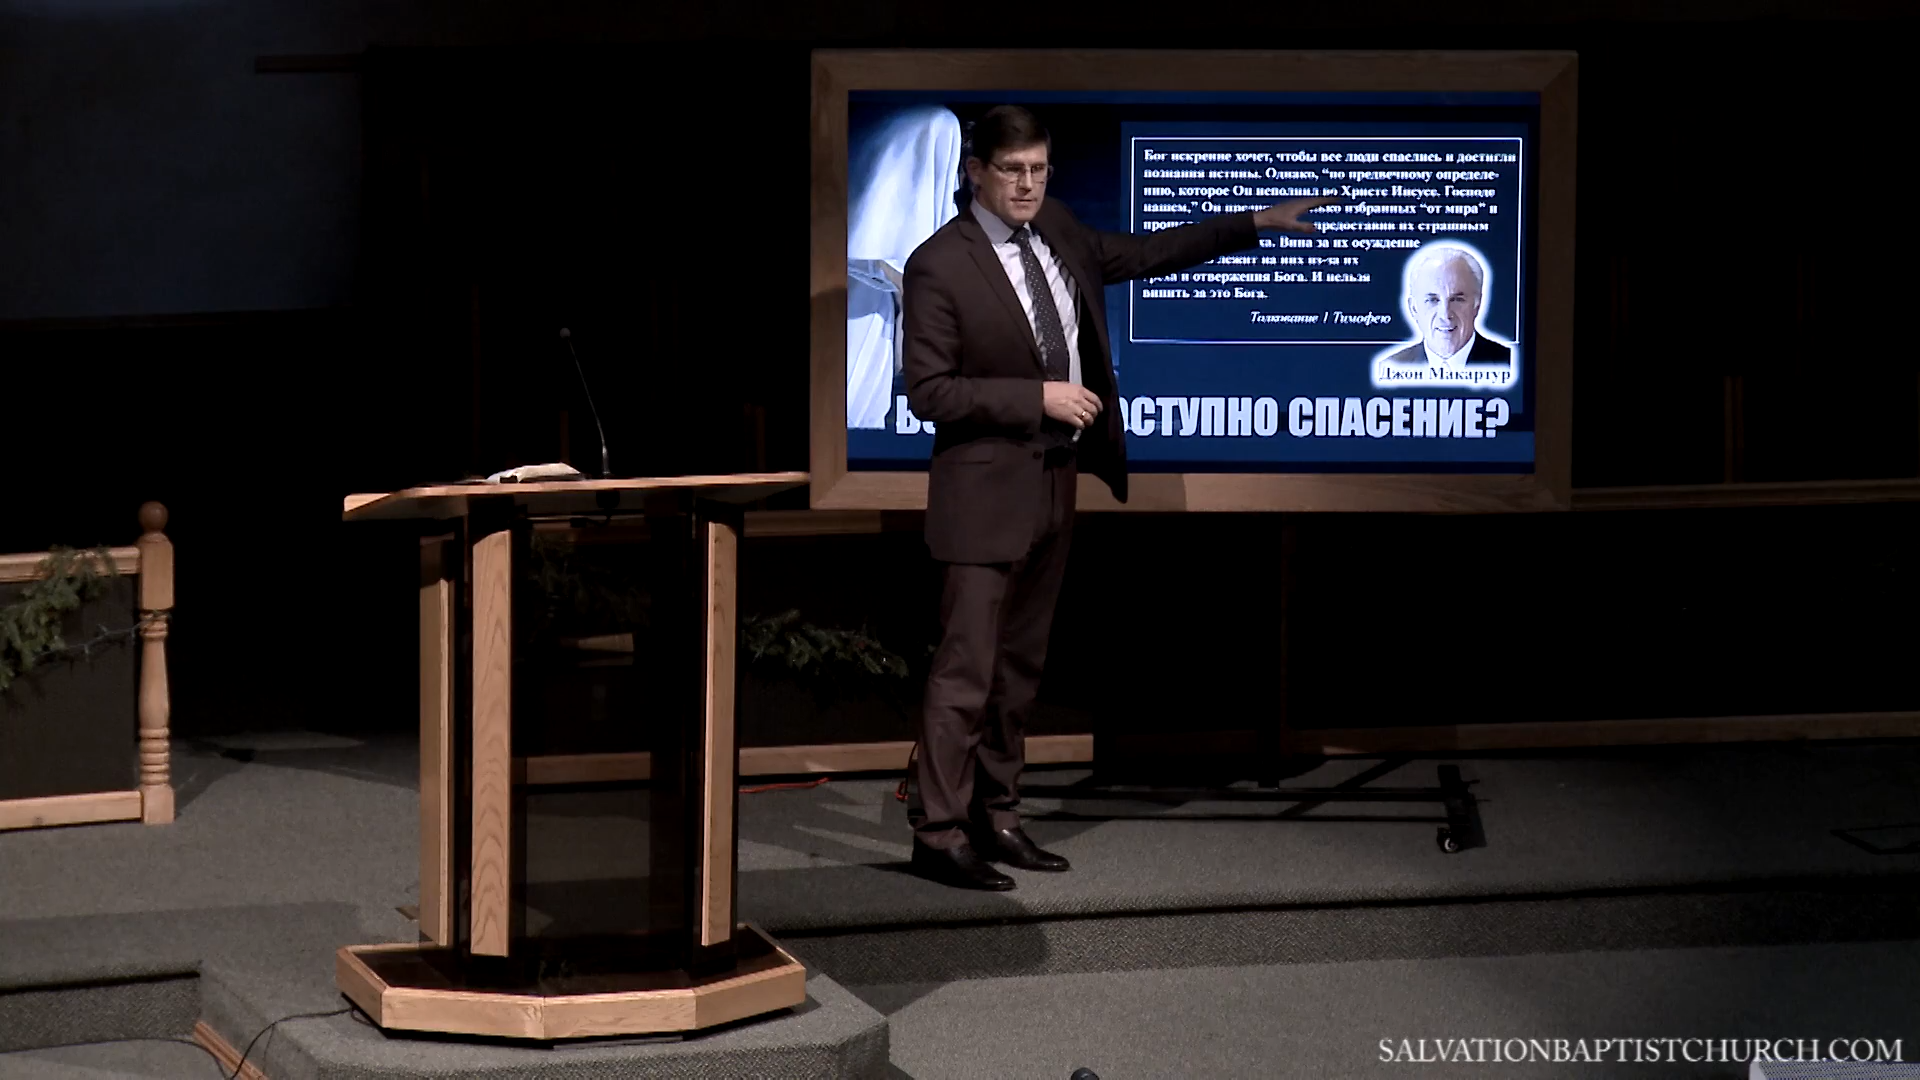 Бог искренне хочет, чтобы все люди спаслись и достигли
познания истины. Однако, “по предвечному определе-
нию, которое Он исполнил во Христе Иисусе, Господе
нашем,” Он избранных “от мира” и
предоставив их страшным
Вина за их осуждение
лежит на них из-за их
греха и отвержения Бога. И нельзя
винить за это Бога.
Толкование 1 Тимофею
Джон Макартур
СПАСЕНИЕ?
SALVATIONBAPTISTCHURCH.COM